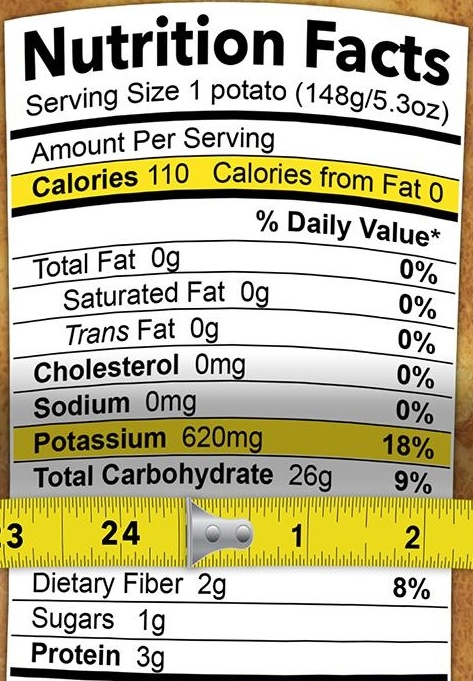 Nutrition Facts
Serving Size 1 potato (148g/5.3oz)
Amount Per Serving
Calories 110 Calories from Fat 0
% Daily Value*
Total Fat 0g 0%
Saturated Fat 0g 0%
Trans Fat 0g 0%
Cholesterol 0mg 0%
Sodium 0mg 0%
Potassium 620mg 18%
Total Carbohydrate 26g 9%
3 24 1 2
Dietary Fiber 2g 8%
Sugars 1g
Protein 3g